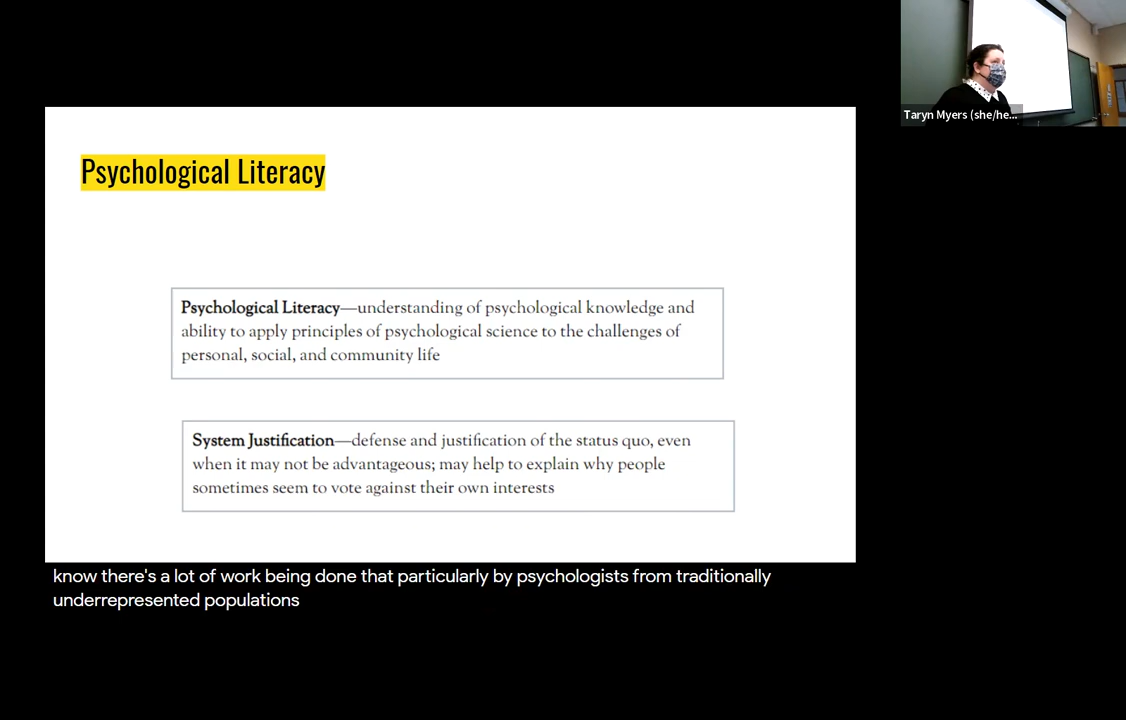 Taryn Myers (she/he...
Psychological Literacy
Psychological Literacy—understanding of psychological knowledge and
ability to apply principles of psychological science to the challenges of
personal, social, and community life
System Justification—defense and justification of the status quo, even
when it may not be advantageous; may help to explain why people
sometimes seem to vote against their own interests
know there's a lot of work being done that particularly by psychologists from traditionally
underrepresented populations